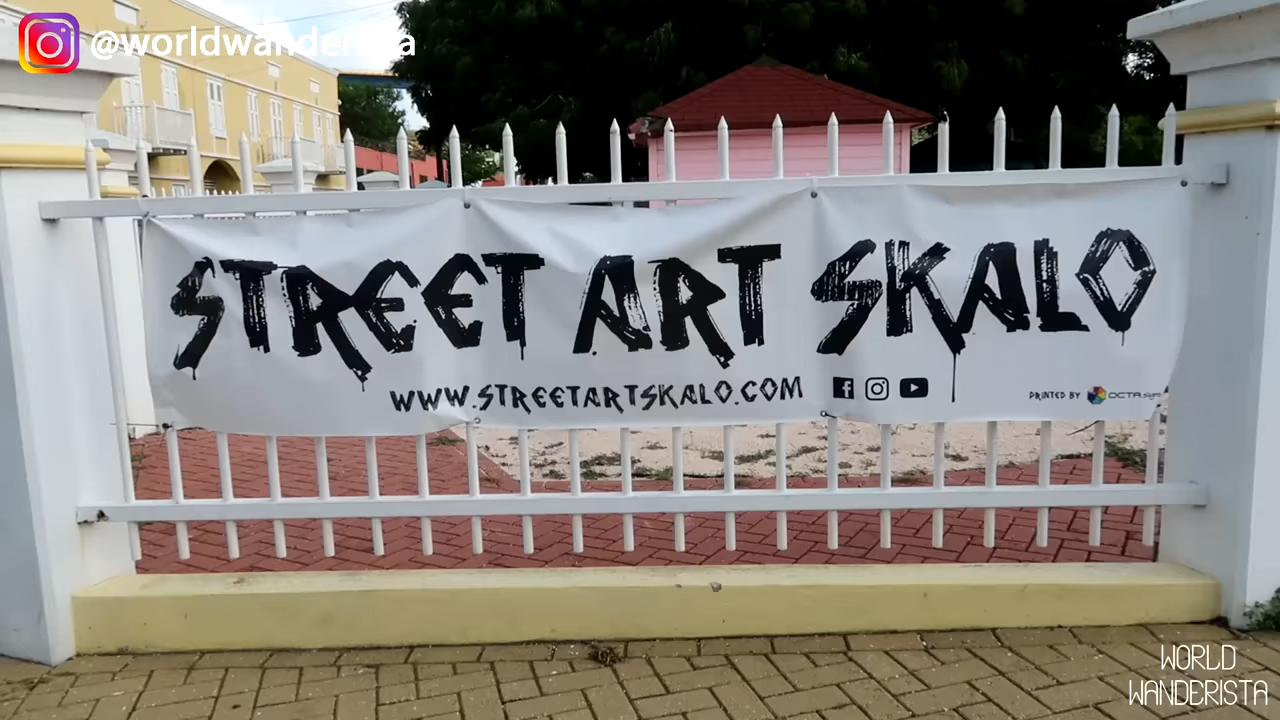 @worldwanderista
STREET ART SKALO
WWW.STREETARTSKALO.COM
PRINTED BY
WORLD
WANDERISTA